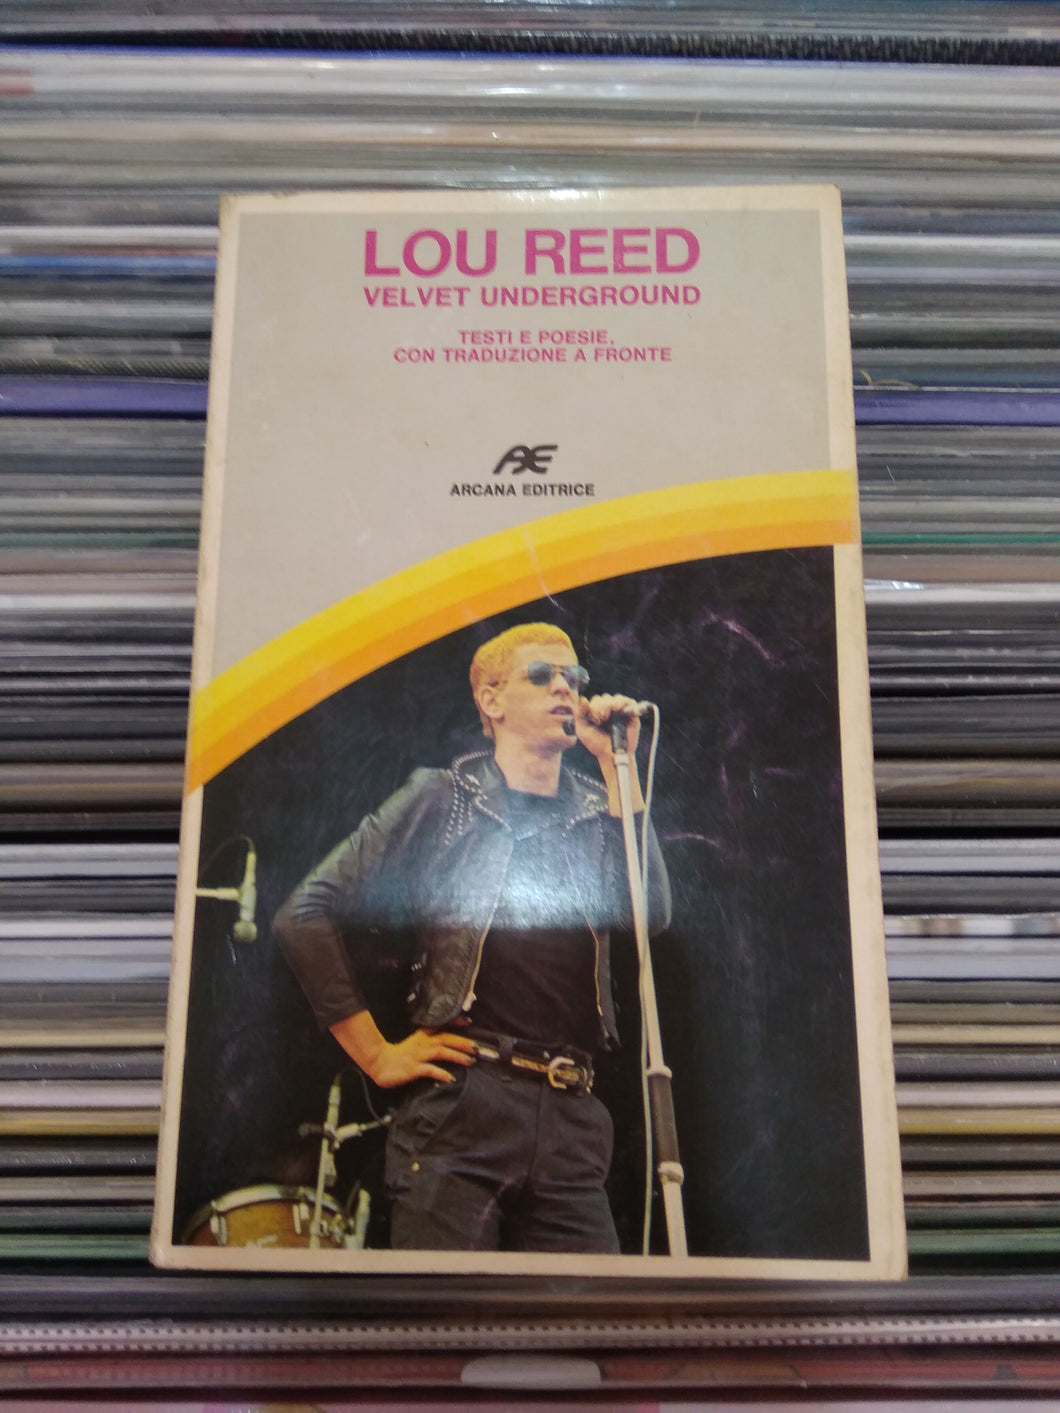 LOU REED
VELVET UNDERGROUND
TESTI E POESIE,
CON TRADUZIONE A FRONTE
AE
ARCANA EDITRICE